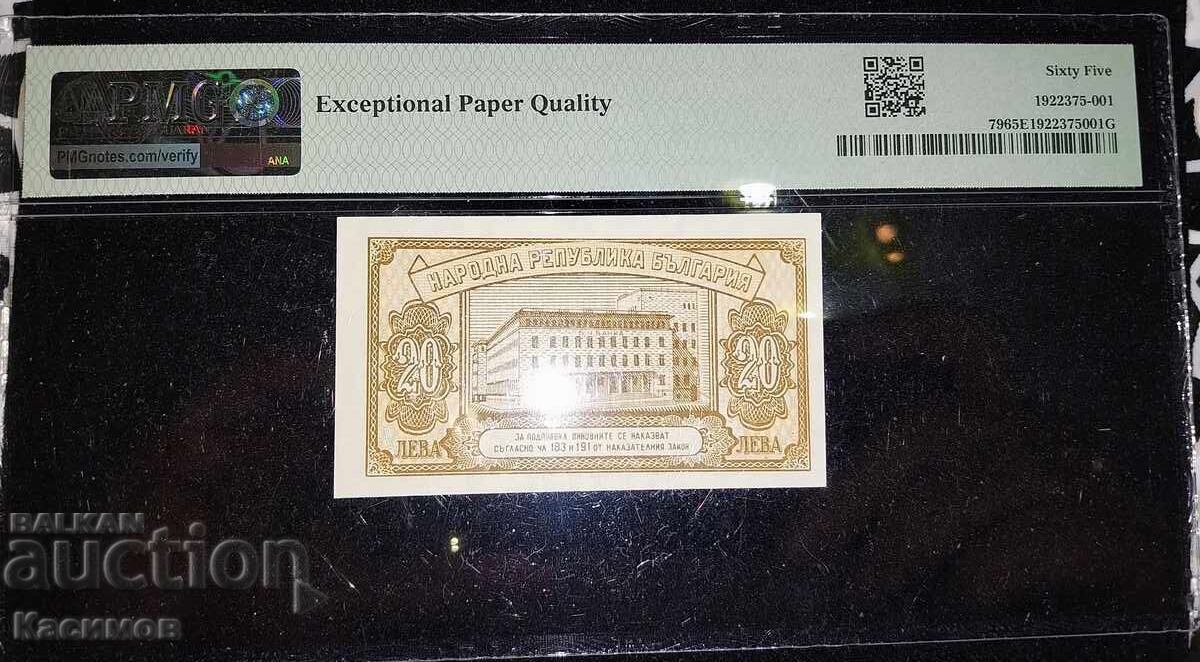 PMG
PMGnotes.com/verify
ANA
Exceptional Paper Quality
Sixty Five
1922375-001
7965E1922375001G
НАРОДНА РЕПУБЛИКА БЪЛГАРИЯ
20
20
ЛЕВА
ЛЕВА
ЗА ПОДПРАВКА ВИНОВНИТЕ СЕ НАКАЗВАТ
СЪГЛАСНО ЧЛ 183 И 191 ОТ НАКАЗАТЕЛНИЯ ЗАКОН
BALKAN
auction
Касимов